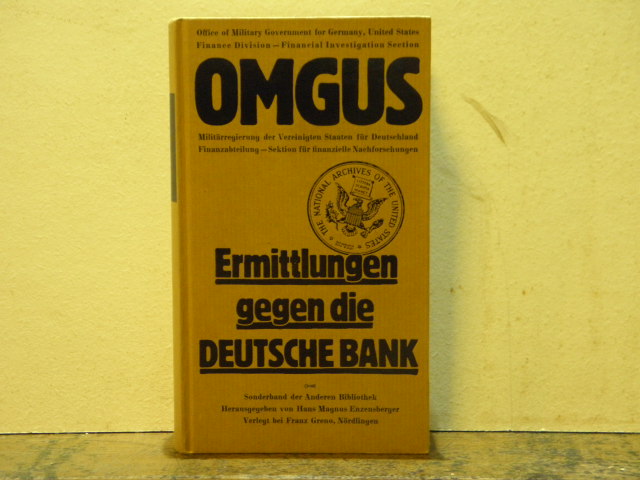 Office of Military Government for Germany, United States
Finance Division — Financial Investigation Section
OMGUS
Militärregierung der Vereinigten Staaten für Deutschland
Finanzabteilung — Sektion für finanzielle Nachforschungen
THE NATIONAL ARCHIVES OF THE UNITED STATES
Ermittlungen
gegen die
DEUTSCHE BANK
Sonderband der Anderen Bibliothek
Herausgegeben von Hans Magnus Enzensberger
Verlegt bei Franz Greno, Nördlingen